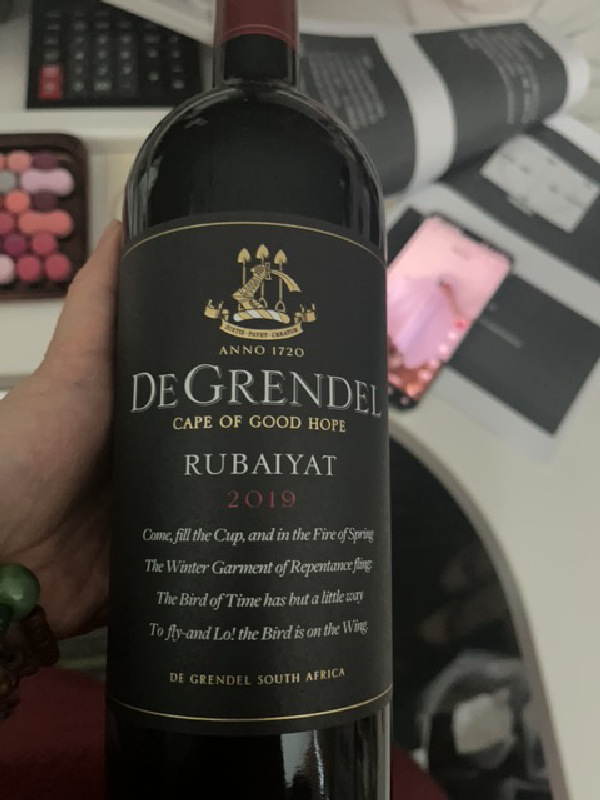 ANNO 1720
DEGRENDEL
CAPE OF GOOD HOPE
RUBAIYAT
2019
Come, fill the Cup, and in the Fire of Spring
The Winter Garment of Repentance fling:
The Bird of Time has but a little way
To fly-and Lo! the Bird is on the Wing.
DE GRENDEL SOUTH AFRICA